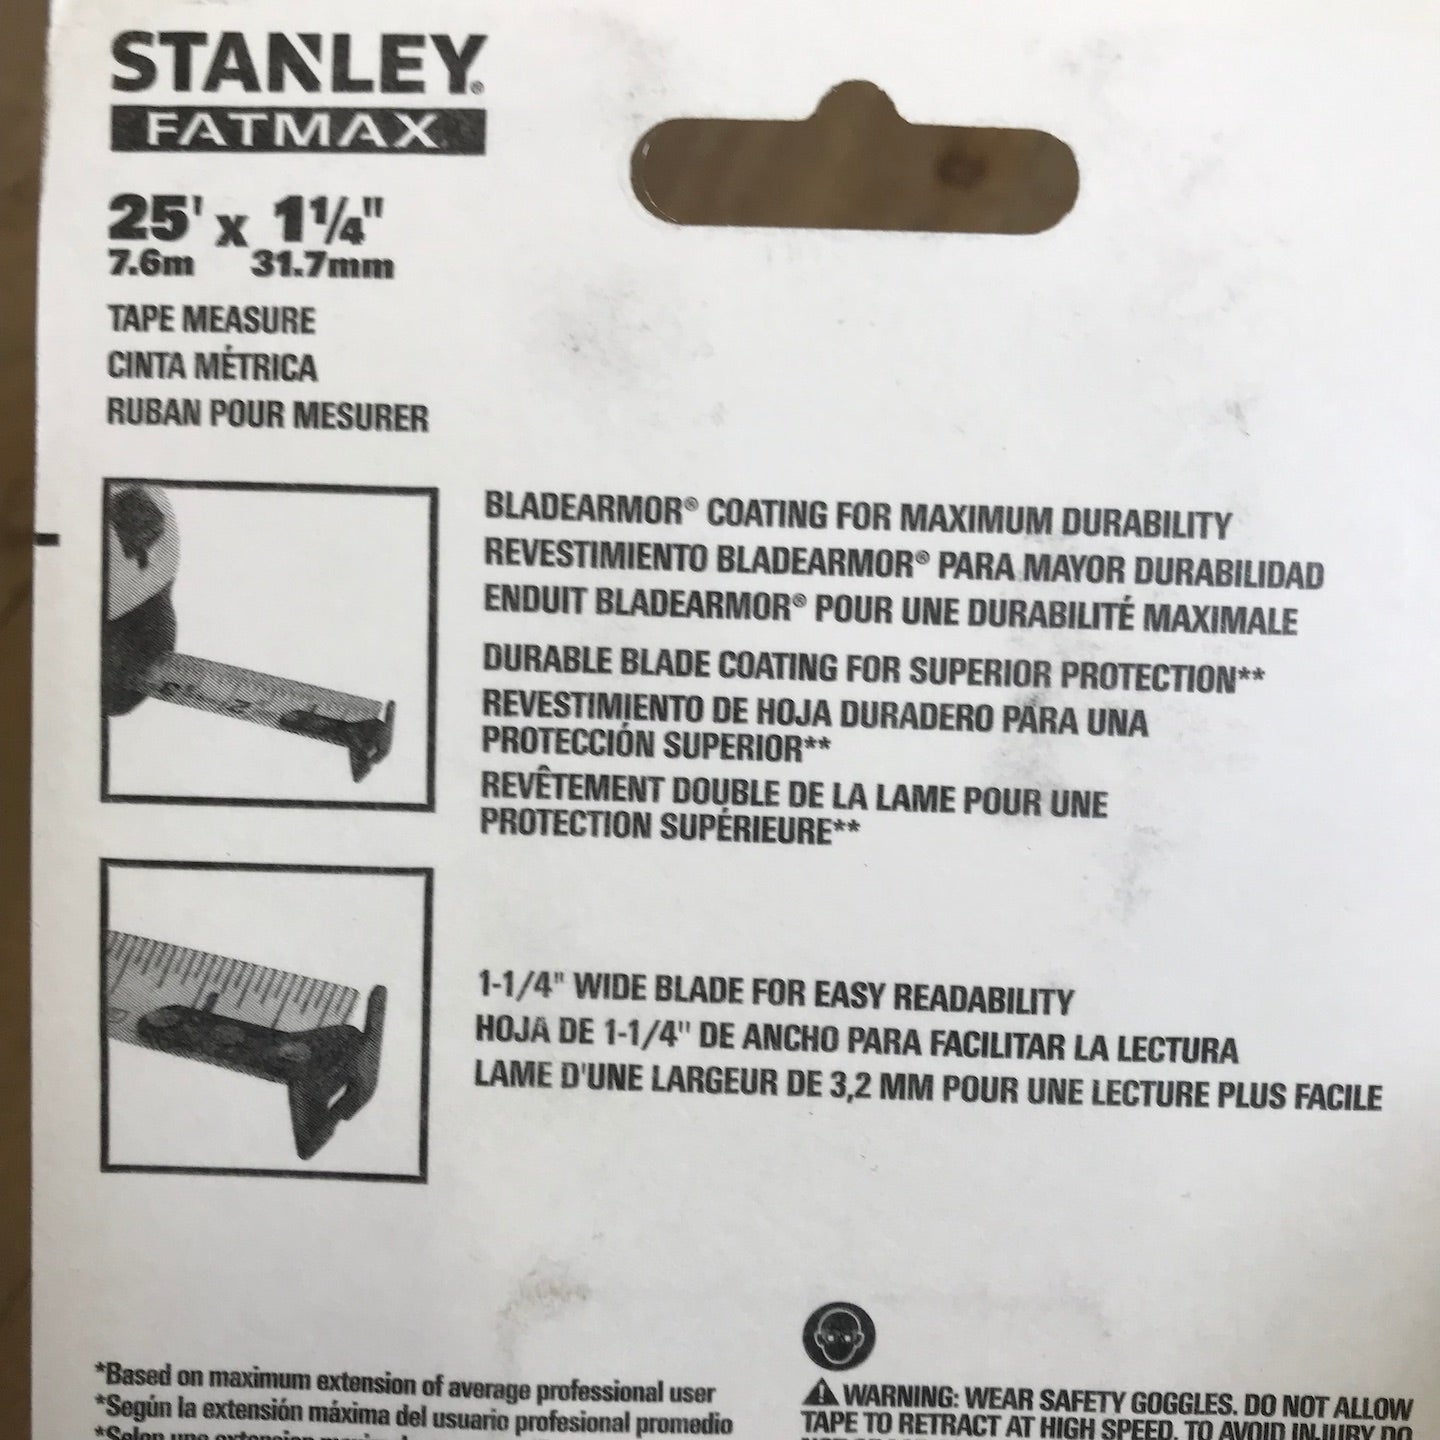 STANLEY®
FATMAX
25' x 1 1/4"
7.6m 31.7mm
TAPE MEASURE
CINTA MÉTRICA
RUBAN POUR MESURER
BLADEARMOR® COATING FOR MAXIMUM DURABILITY
REVESTIMIENTO BLADEARMOR® PARA MAYOR DURABILIDAD
ENDUIT BLADEARMOR® POUR UNE DURABILITÉ MAXIMALE
DURABLE BLADE COATING FOR SUPERIOR PROTECTION**
REVESTIMIENTO DE HOJA DURADERO PARA UNA
PROTECCIÓN SUPERIOR**
REVÊTEMENT DOUBLE DE LA LAME POUR UNE
PROTECTION SUPÉRIEURE**
1-1/4" WIDE BLADE FOR EASY READABILITY
HOJA DE 1-1/4" DE ANCHO PARA FACILITAR LA LECTURA
LAME D'UNE LARGEUR DE 3,2 MM POUR UNE LECTURE PLUS FACILE
*Based on maximum extension of average professional user
*Según la extensión máxima del usuario profesional promedio
*Selon une
⚠ WARNING: WEAR SAFETY GOGGLES. DO NOT ALLOW
TAPE TO RETRACT AT HIGH SPEED. TO AVOID INJURY DO